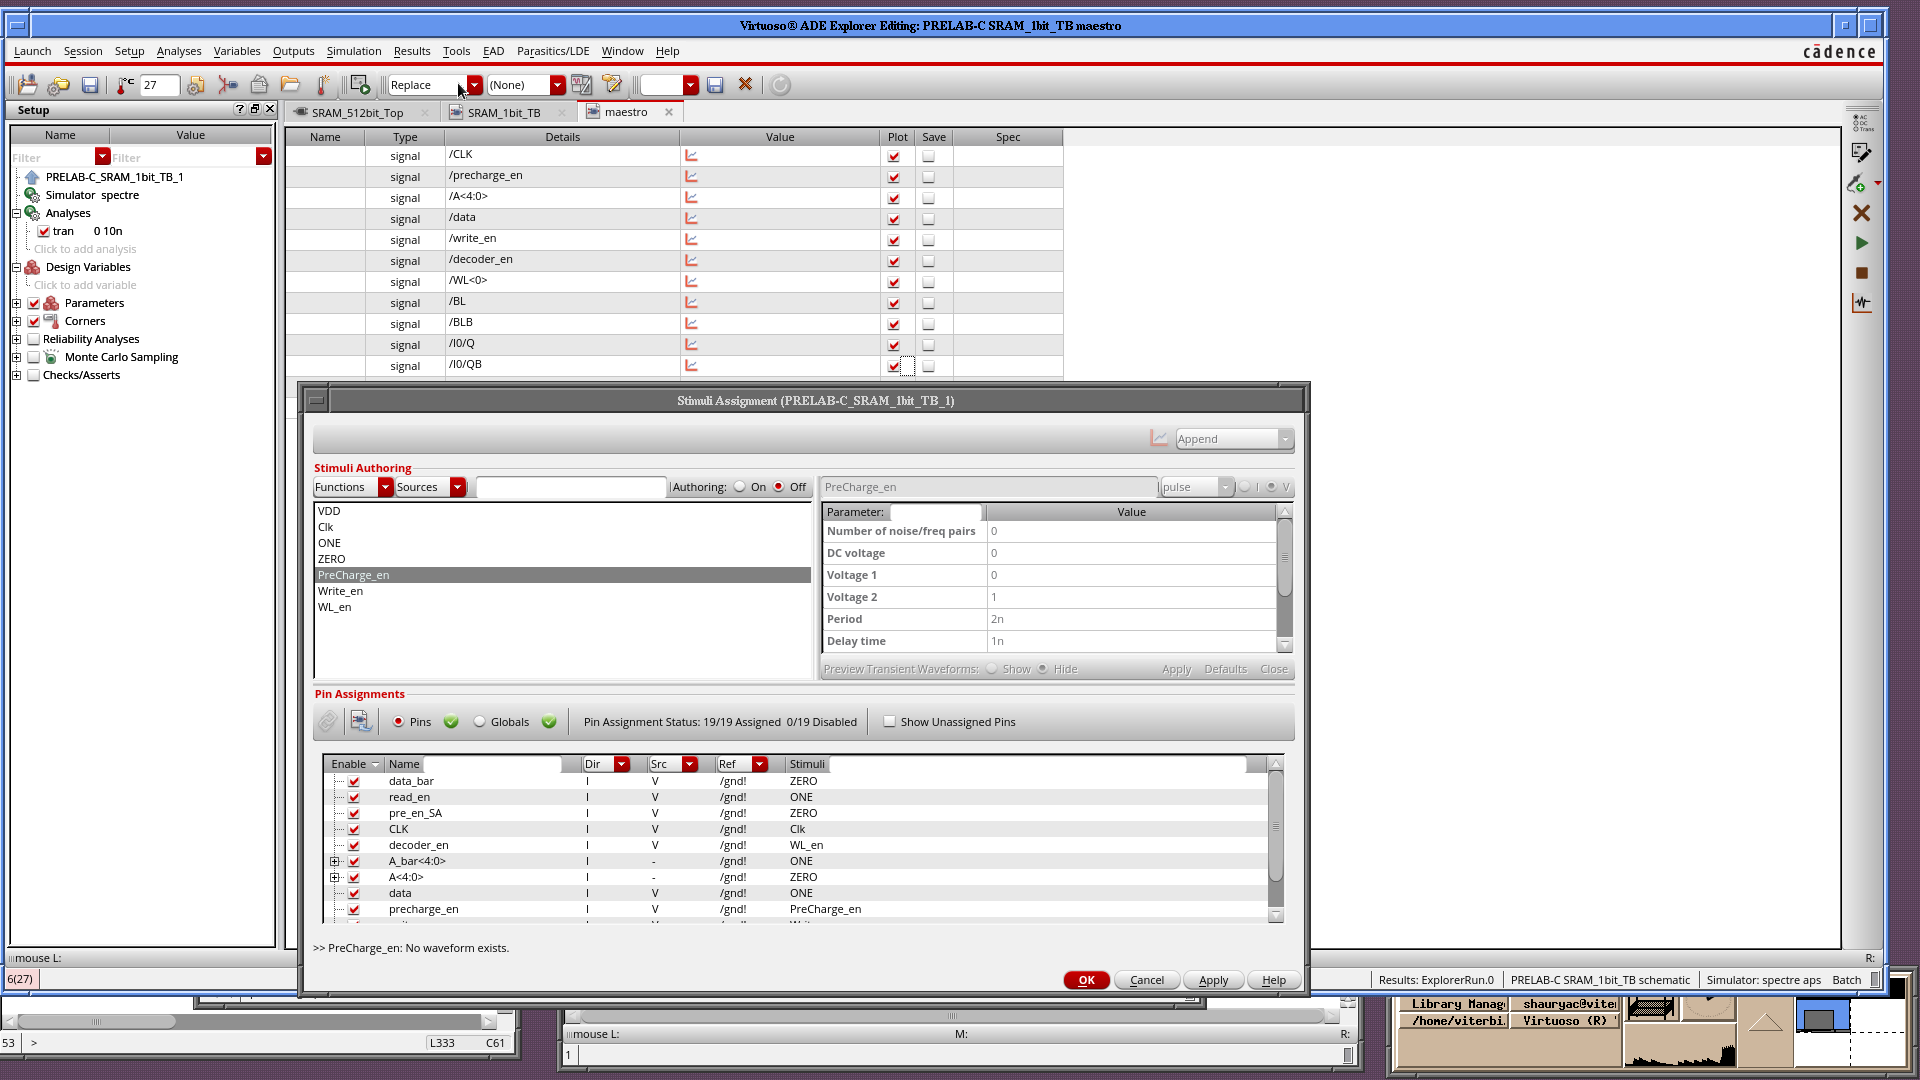 Virtuoso® ADE Explorer Editing: PRELAB-C SRAM_1bit_TB maestro
Launch Session Setup Analyses Variables Outputs Simulation Results Tools EAD Parasitics/LDE Window Help
cādence
°C 27 Replace (None)
Setup
SRAM_512bit_Top SRAM_1bit_TB maestro
Name Value
Filter Filter
PRELAB-C_SRAM_1bit_TB_1
Simulator spectre
Analyses
tran 0 10n
Click to add analysis
Design Variables
Click to add variable
Parameters
Corners
Reliability Analyses
Monte Carlo Sampling
Checks/Asserts
Name Type Details Value Plot Save Spec
signal /CLK
signal /precharge_en
signal /A<4:0>
signal /data
signal /write_en
signal /decoder_en
signal /WL<0>
signal /BL
signal /BLB
signal /I0/Q
signal /I0/QB
AC
DC
Trans
Stimuli Assignment (PRELAB-C_SRAM_1bit_TB_1)
Append
Stimuli Authoring
Functions Sources Authoring: On Off
VDD
Clk
ONE
ZERO
PreCharge_en
Write_en
WL_en
PreCharge_en pulse I V
Parameter: Value
Number of noise/freq pairs 0
DC voltage 0
Voltage 1 0
Voltage 2 1
Period 2n
Delay time 1n
Preview Transient Waveforms: Show Hide Apply Defaults Close
Pin Assignments
Pins Globals Pin Assignment Status: 19/19 Assigned 0/19 Disabled Show Unassigned Pins
Enable Name Dir Src Ref Stimuli
data_bar I V /gnd! ZERO
read_en I V /gnd! ONE
pre_en_SA I V /gnd! ZERO
CLK I V /gnd! Clk
decoder_en I V /gnd! WL_en
A_bar<4:0> I - /gnd! ONE
A<4:0> I - /gnd! ZERO
data I V /gnd! ONE
precharge_en I V /gnd! PreCharge_en
>> PreCharge_en: No waveform exists.
OK Cancel Apply Help
mouse L: R:
6(27) Results: ExplorerRun.0 PRELAB-C SRAM_1bit_TB schematic Simulator: spectre aps Batch
53 > L333 C61
mouse L: M: R:
1
Library Manag shauryac@vite
/home/viterbi. Virtuoso (R)